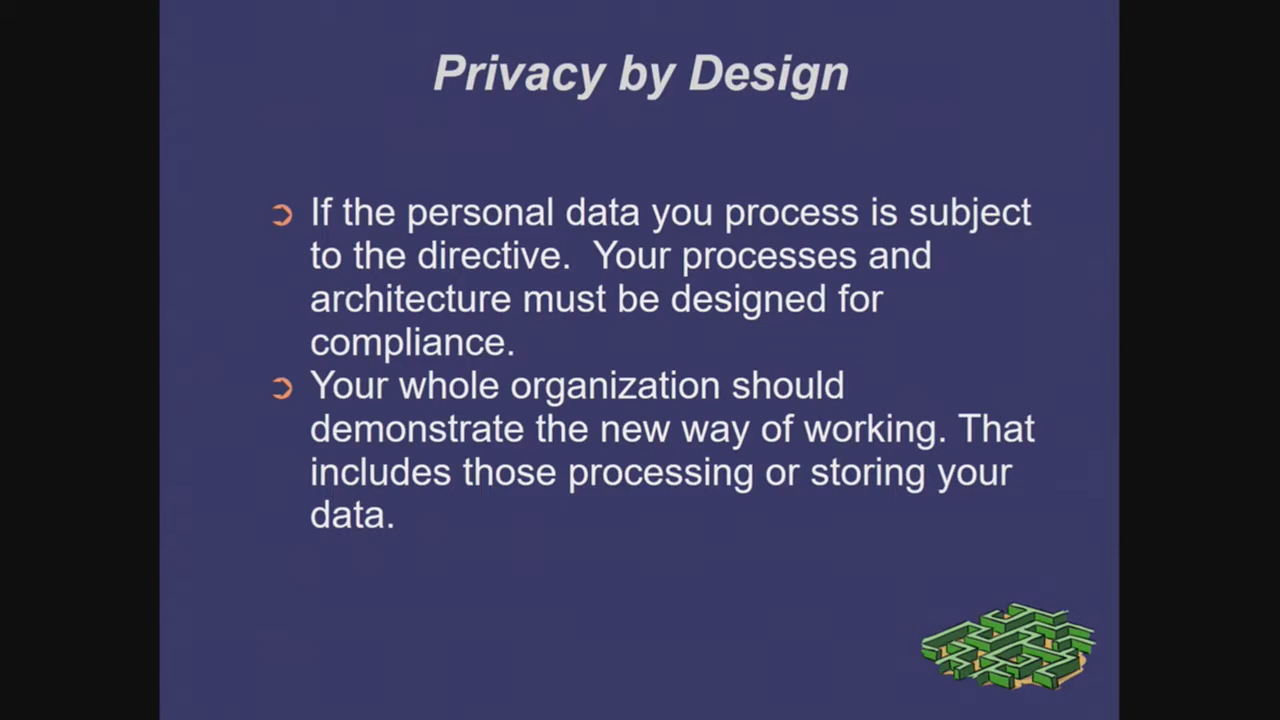 Privacy by Design
If the personal data you process is subject
to the directive.  Your processes and
architecture must be designed for
compliance.
Your whole organization should
demonstrate the new way of working. That
includes those processing or storing your
data.